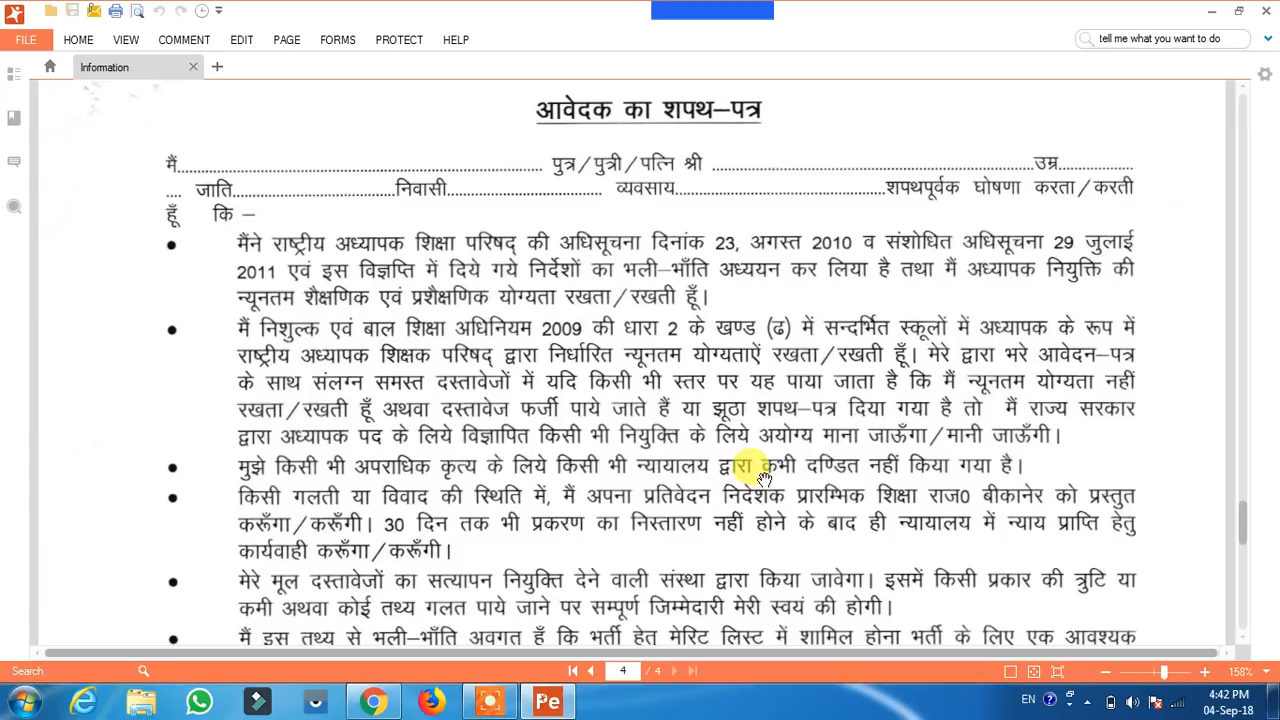 FILE HOME VIEW COMMENT EDIT PAGE FORMS PROTECT HELP tell me what you want to do
Information
आवेदक का शपथ–पत्र
मैं............................................................ पुत्र/पुत्री/पत्नि श्री ............................................................उम्र..............
.... जाति.............................निवासी........................... व्यवसाय.....................................शपथपूर्वक घोषणा करता/करती
हूँ कि –
• मैंने राष्ट्रीय अध्यापक शिक्षा परिषद् की अधिसूचना दिनांक 23, अगस्त 2010 व संशोधित अधिसूचना 29 जुलाई
2011 एवं इस विज्ञप्ति में दिये गये निर्देशों का भली–भाँति अध्ययन कर लिया है तथा मैं अध्यापक नियुक्ति की
न्यूनतम शैक्षणिक एवं प्रशैक्षणिक योग्यता रखता/रखती हूँ।
• मैं निशुल्क एवं बाल शिक्षा अधिनियम 2009 की धारा 2 के खण्ड (ढ) में सन्दर्भित स्कूलों में अध्यापक के रूप में
राष्ट्रीय अध्यापक शिक्षक परिषद् द्वारा निर्धारित न्यूनतम योग्यताऐं रखता/रखती हूँ। मेरे द्वारा भरे आवेदन–पत्र
के साथ संलग्न समस्त दस्तावेजों में यदि किसी भी स्तर पर यह पाया जाता है कि मैं न्यूनतम योग्यता नहीं
रखता/रखती हूँ अथवा दस्तावेज फर्जी पाये जाते हैं या झूठा शपथ–पत्र दिया गया है तो मैं राज्य सरकार
द्वारा अध्यापक पद के लिये विज्ञापित किसी भी नियुक्ति के लिये अयोग्य माना जाऊँगा/मानी जाऊँगी।
• मुझे किसी भी अपराधिक कृत्य के लिये किसी भी न्यायालय द्वारा कभी दण्डित नहीं किया गया है।
• किसी गलती या विवाद की स्थिति में, मैं अपना प्रतिवेदन निदेशक प्रारम्भिक शिक्षा राज0 बीकानेर को प्रस्तुत
करूँगा/करूँगी। 30 दिन तक भी प्रकरण का निस्तारण नहीं होने के बाद ही न्यायालय में न्याय प्राप्ति हेतु
कार्यवाही करूँगा/करूँगी।
• मेरे मूल दस्तावेजों का सत्यापन नियुक्ति देने वाली संस्था द्वारा किया जावेगा। इसमें किसी प्रकार की त्रुटि या
कमी अथवा कोई तथ्य गलत पाये जाने पर सम्पूर्ण जिम्मेदारी मेरी स्वयं की होगी।
• मैं इस तथ्य से भली–भाँति अवगत हूँ कि भर्ती हेतु मेरिट लिस्ट में शामिल होना भर्ती के लिए एक आवश्यक
Search 4 / 4 158%
Pe EN 4:42 PM
04-Sep-18